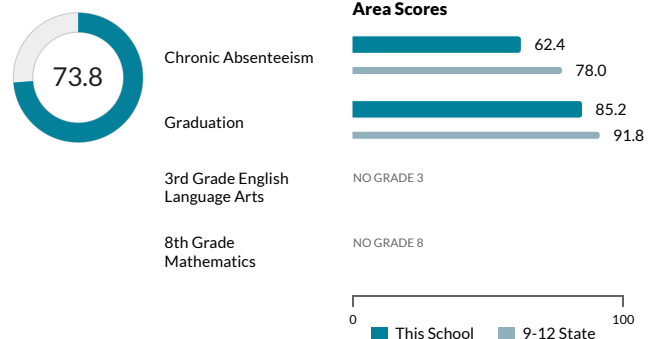 Area Scores
73.8
Chronic Absenteeism
62.4
78.0
Graduation
85.2
91.8
3rd Grade English
Language Arts
NO GRADE 3
8th Grade
Mathematics
NO GRADE 8
0
100
This School
9-12 State